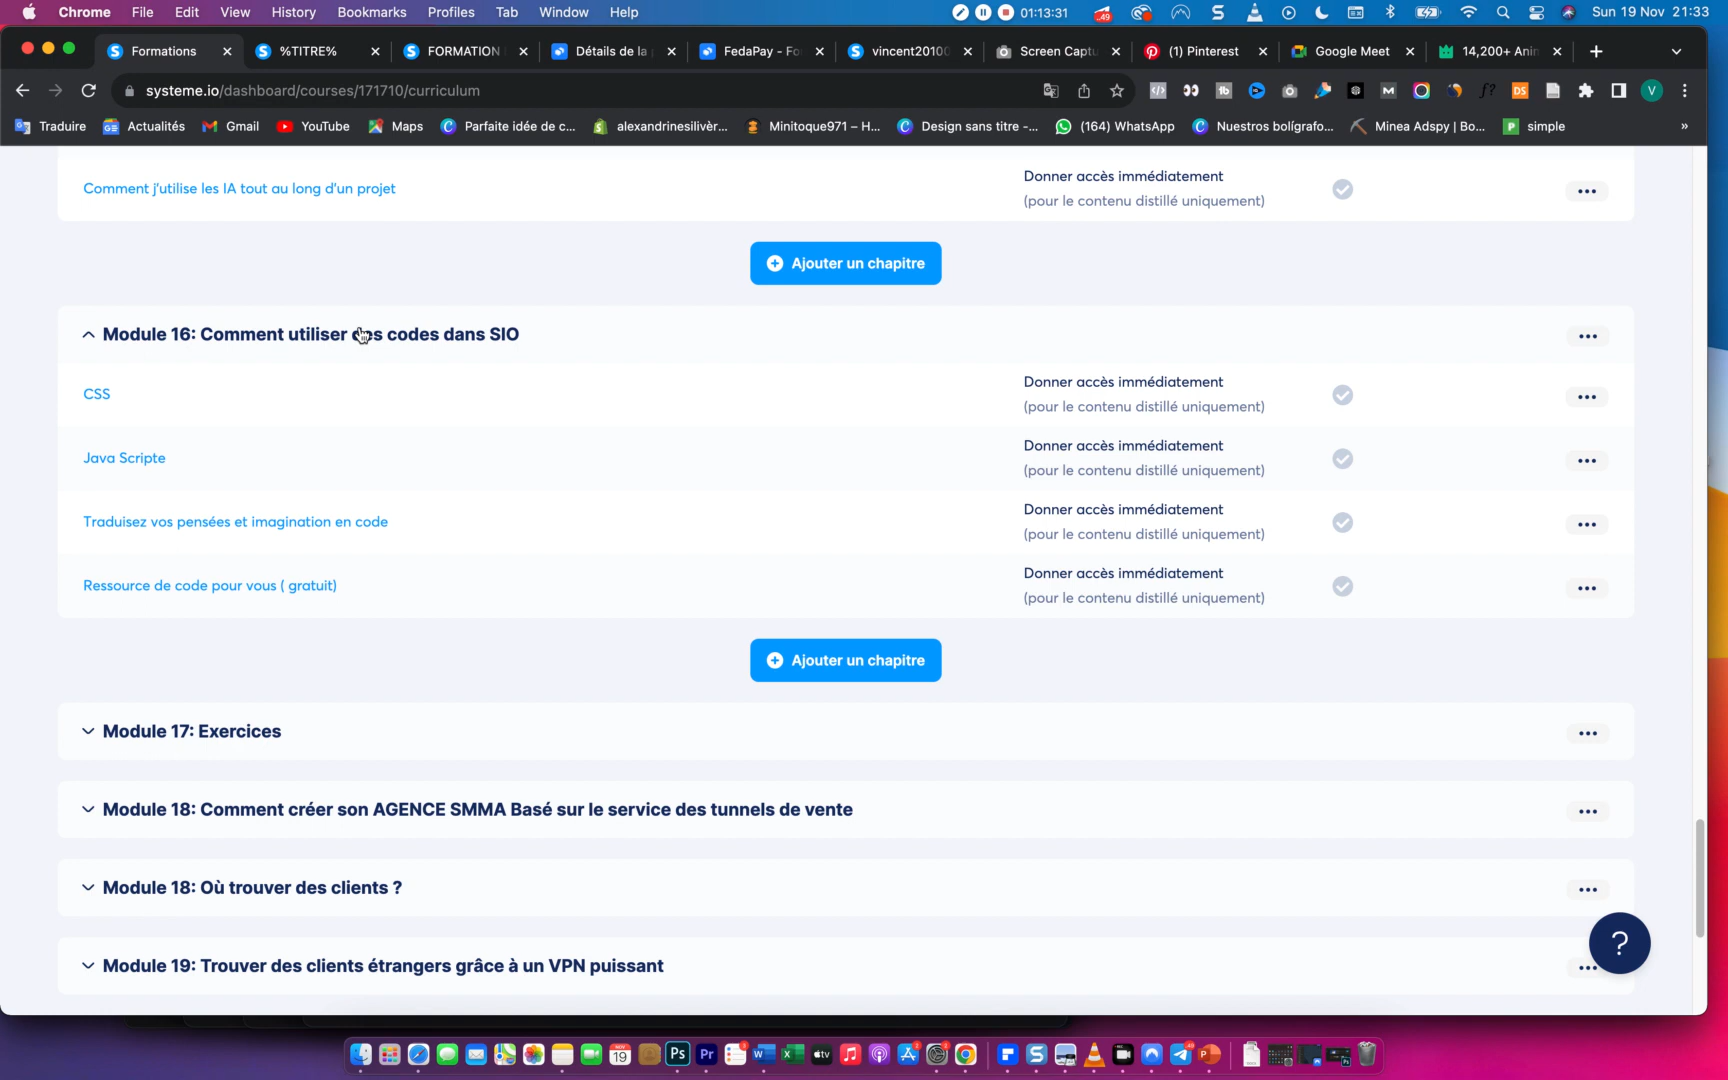 Chrome File Edit View History Bookmarks Profiles Tab Window Help 01:13:31 Sun 19 Nov 21:33
Formations %TITRE% FORMATION Détails de la FedaPay - Fo vincent20100 Screen Captu (1) Pinterest Google Meet 14,200+ Ani
systeme.io/dashboard/courses/171710/curriculum
Traduire Actualités Gmail YouTube Maps Parfaite idée de c... alexandrinesilivèr... Minitoque971 – H... Design sans titre -... (164) WhatsApp Nuestros bolígrafo... Minea Adspy | Bo... simple »
Comment j'utilise les IA tout au long d'un projet
Donner accès immédiatement
(pour le contenu distillé uniquement)
Ajouter un chapitre
Module 16: Comment utiliser des codes dans SIO
CSS
Donner accès immédiatement
(pour le contenu distillé uniquement)
Java Scripte
Donner accès immédiatement
(pour le contenu distillé uniquement)
Traduisez vos pensées et imagination en code
Donner accès immédiatement
(pour le contenu distillé uniquement)
Ressource de code pour vous ( gratuit)
Donner accès immédiatement
(pour le contenu distillé uniquement)
Ajouter un chapitre
Module 17: Exercices
Module 18: Comment créer son AGENCE SMMA Basé sur le service des tunnels de vente
Module 18: Où trouver des clients ?
Module 19: Trouver des clients étrangers grâce à un VPN puissant
?